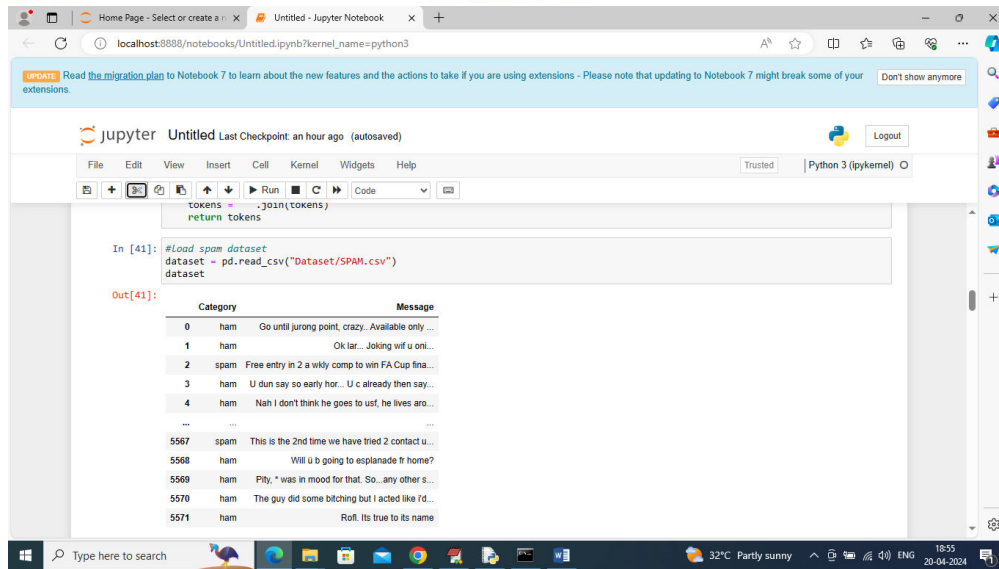 Home Page - Select or create a n
Untitled - Jupyter Notebook
localhost:8888/notebooks/Untitled.ipynb?kernel_name=python3
UPDATE Read the migration plan to Notebook 7 to learn about the new features and the actions to take if you are using extensions - Please note that updating to Notebook 7 might break some of your
extensions.
Don't show anymore
jupyter Untitled Last Checkpoint: an hour ago (autosaved)
Logout
File Edit View Insert Cell Kernel Widgets Help
Trusted Python 3 (ipykernel)
Run Code
tokens = .join(tokens)
return tokens
In [41]: #Load spam dataset
dataset = pd.read_csv("Dataset/SPAM.csv")
dataset
Out[41]:
Category Message
0 ham Go until jurong point, crazy.. Available only ...
1 ham Ok lar... Joking wif u oni...
2 spam Free entry in 2 a wkly comp to win FA Cup fina...
3 ham U dun say so early hor... U c already then say...
4 ham Nah I don't think he goes to usf, he lives aro...
... ... ...
5567 spam This is the 2nd time we have tried 2 contact u...
5568 ham Will ü b going to esplanade fr home?
5569 ham Pity, * was in mood for that. So...any other s...
5570 ham The guy did some bitching but I acted like i'd...
5571 ham Rofl. Its true to its name
Type here to search
32°C Partly sunny
ENG
18:55
20-04-2024